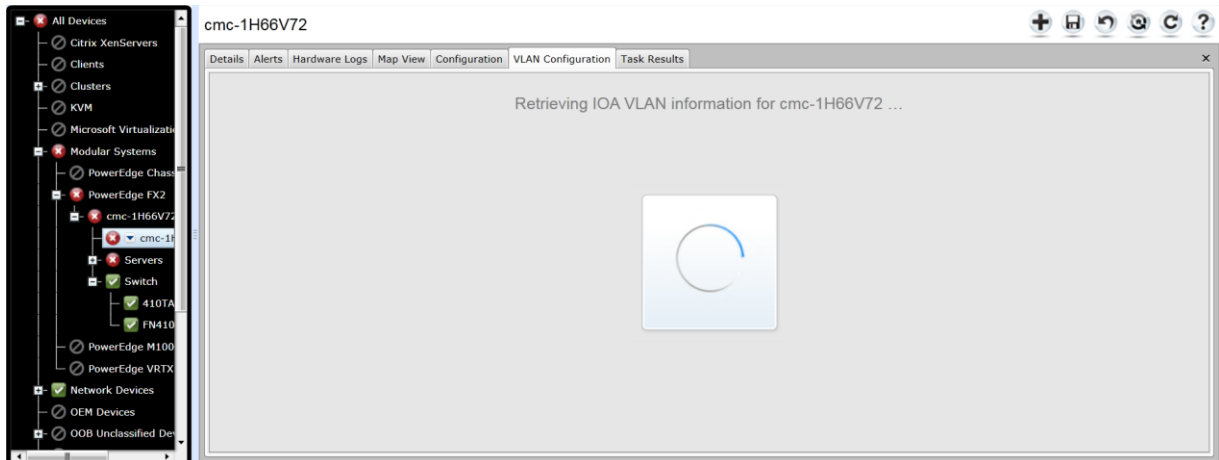 All Devices
Citrix XenServers
Clients
Clusters
KVM
Microsoft Virtualizati
Modular Systems
PowerEdge Chass
PowerEdge FX2
cmc-1H66V72
cmc-1H
Servers
Switch
410TA
FN410
PowerEdge M100
PowerEdge VRTX
Network Devices
OEM Devices
OOB Unclassified De
cmc-1H66V72
Details Alerts Hardware Logs Map View Configuration VLAN Configuration Task Results
Retrieving IOA VLAN information for cmc-1H66V72 ...